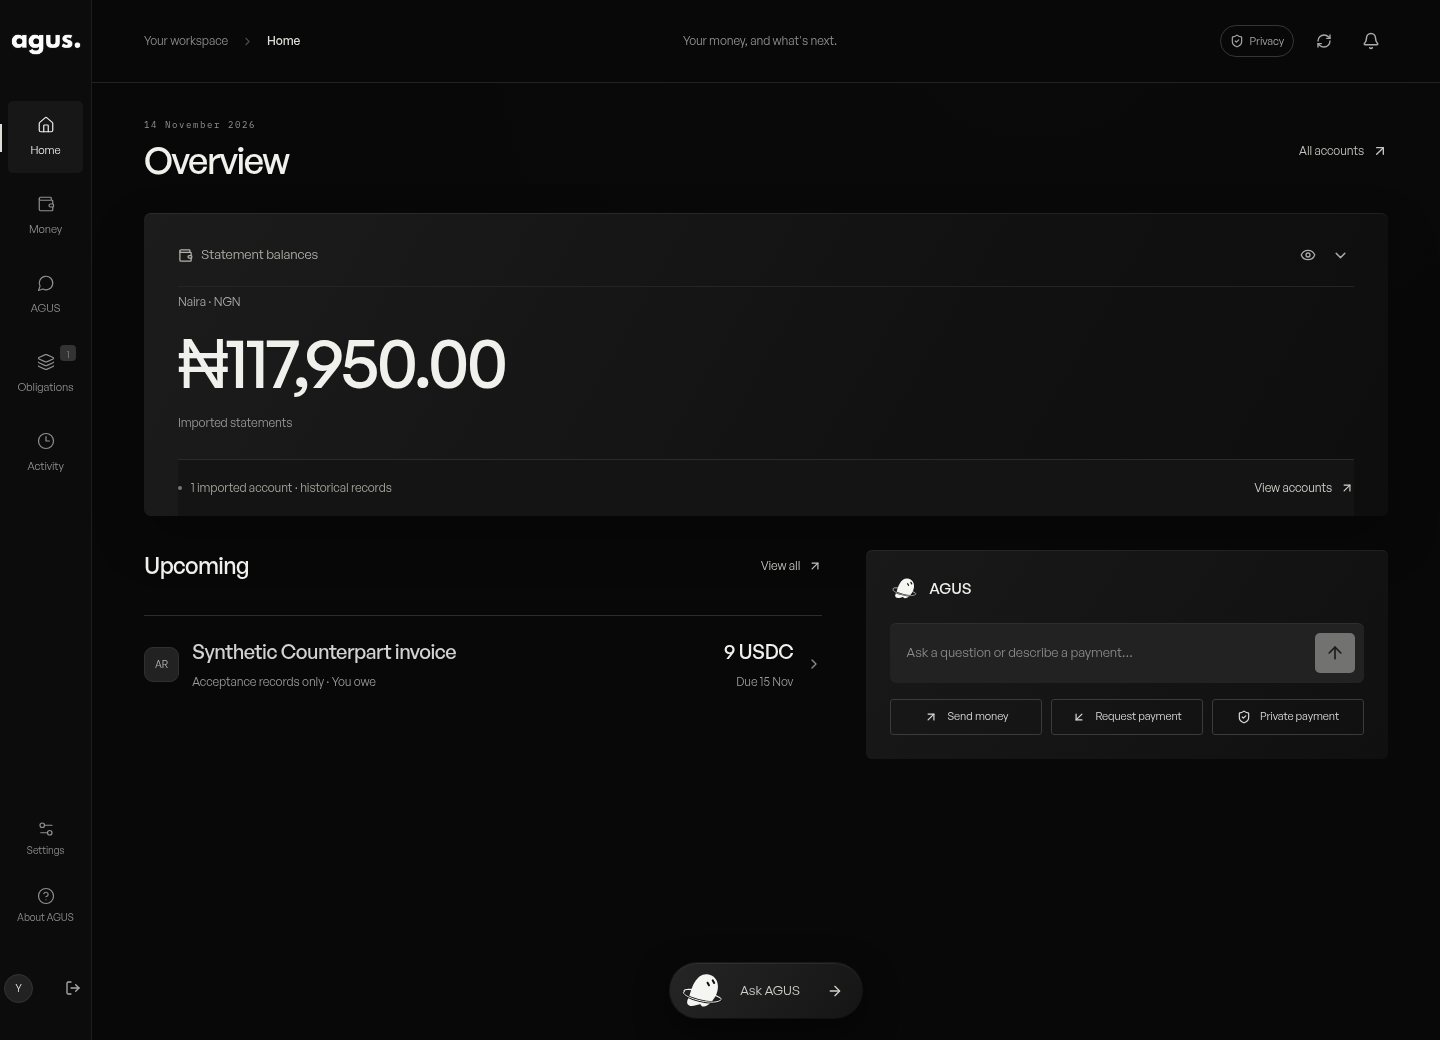 agus.
Your workspace
Home
Your money, and what's next.
Privacy
Home
Money
AGUS
1
Obligations
Activity
Settings
About AGUS
Y
14 November 2026
Overview
All accounts
Statement balances
Naira · NGN
₦117,950.00
Imported statements
1 imported account · historical records
View accounts
Upcoming
View all
AR
Synthetic Counterpart invoice
9 USDC
Acceptance records only · You owe
Due 15 Nov
AGUS
Ask a question or describe a payment...
Send money
Request payment
Private payment
Ask AGUS